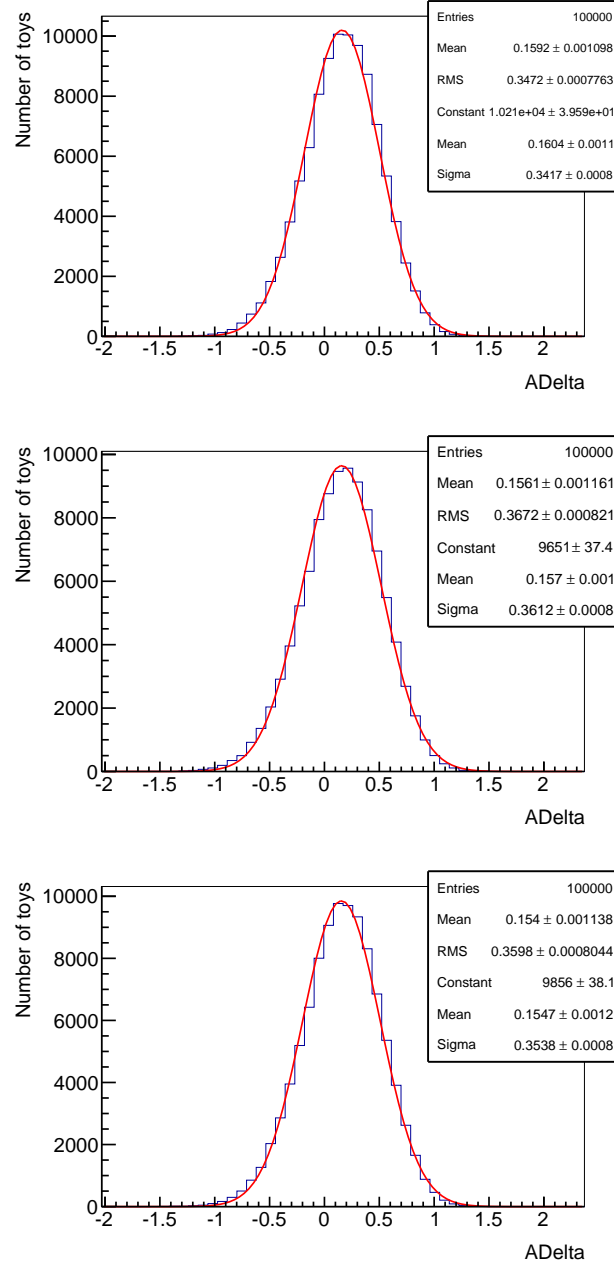 Number of toys
10000
8000
6000
4000
2000
0
-2 -1.5 -1 -0.5 0 0.5 1 1.5 2
ADelta
Entries 100000
Mean 0.1592 ± 0.001098
RMS 0.3472 ± 0.0007763
Constant 1.021e+04 ± 3.959e+01
Mean 0.1604 ± 0.0011
Sigma 0.3417 ± 0.0008
Number of toys
10000
8000
6000
4000
2000
0
-2 -1.5 -1 -0.5 0 0.5 1 1.5 2
ADelta
Entries 100000
Mean 0.1561 ± 0.001161
RMS 0.3672 ± 0.000821
Constant 9651 ± 37.4
Mean 0.157 ± 0.001
Sigma 0.3612 ± 0.0008
Number of toys
10000
8000
6000
4000
2000
0
-2 -1.5 -1 -0.5 0 0.5 1 1.5 2
ADelta
Entries 100000
Mean 0.154 ± 0.001138
RMS 0.3598 ± 0.0008044
Constant 9856 ± 38.1
Mean 0.1547 ± 0.0012
Sigma 0.3538 ± 0.0008